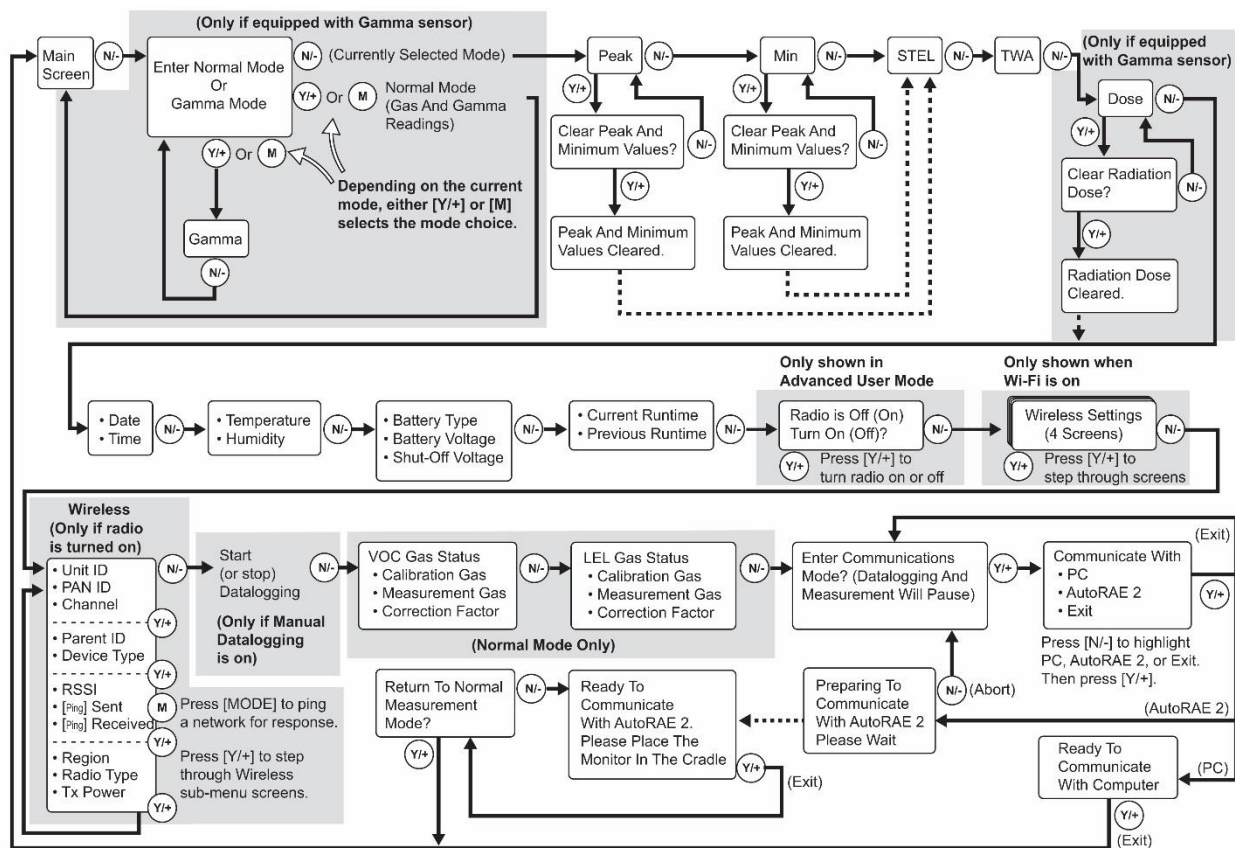 (Only if equipped with Gamma sensor)
Main
Screen
N/-
Enter Normal Mode
Or
Gamma Mode
N/-
(Currently Selected Mode)
Y/+
Or
M
Normal Mode
(Gas And Gamma
Readings)
Y/+
Or
M
Depending on the current
mode, either [Y/+] or [M]
selects the mode choice.
Gamma
N/-
Peak
N/-
Y/+
Clear Peak And
Minimum Values?
N/-
Y/+
Peak And Minimum
Values Cleared.
Min
N/-
Y/+
Clear Peak And
Minimum Values?
N/-
Y/+
Peak And Minimum
Values Cleared.
STEL
N/-
TWA
N/-
(Only if equipped
with Gamma sensor)
Dose
N/-
Y/+
Clear Radiation
Dose?
N/-
Y/+
Radiation Dose
Cleared.
• Date
• Time
N/-
• Temperature
• Humidity
N/-
• Battery Type
• Battery Voltage
• Shut-Off Voltage
N/-
• Current Runtime
• Previous Runtime
N/-
Only shown in
Advanced User Mode
Radio is Off (On)
Turn On (Off)?
N/-
Y/+
Press [Y/+] to
turn radio on or off
Only shown when
Wi-Fi is on
Wireless Settings
(4 Screens)
N/-
Y/+
Press [Y/+] to
step through screens
Wireless
(Only if radio
is turned on)
• Unit ID
• PAN ID
• Channel
N/-
Y/+
• Parent ID
• Device Type
Y/+
• RSSI
• [Ping] Sent
• [Ping] Received
M
Press [MODE] to ping
a network for response.
Y/+
• Region
• Radio Type
• Tx Power
Press [Y/+] to step
through Wireless
sub-menu screens.
Y/+
Start
(or stop)
Datalogging
N/-
(Only if Manual
Datalogging
is on)
VOC Gas Status
• Calibration Gas
• Measurement Gas
• Correction Factor
N/-
LEL Gas Status
• Calibration Gas
• Measurement Gas
• Correction Factor
N/-
(Normal Mode Only)
Enter Communications
Mode? (Datalogging And
Measurement Will Pause)
Y/+
Communicate With
• PC
• AutoRAE 2
• Exit
(Exit)
Y/+
Press [N/-] to highlight
PC, AutoRAE 2, or Exit.
Then press [Y/+].
Return To Normal
Measurement
Mode?
N/-
Y/+
Ready To
Communicate
With AutoRAE 2.
Please Place The
Monitor In The Cradle
Y/+
(Exit)
Preparing To
Communicate
With AutoRAE 2
Please Wait
N/-
(Abort)
(AutoRAE 2)
Ready To
Communicate
With Computer
(PC)
Y/+
(Exit)